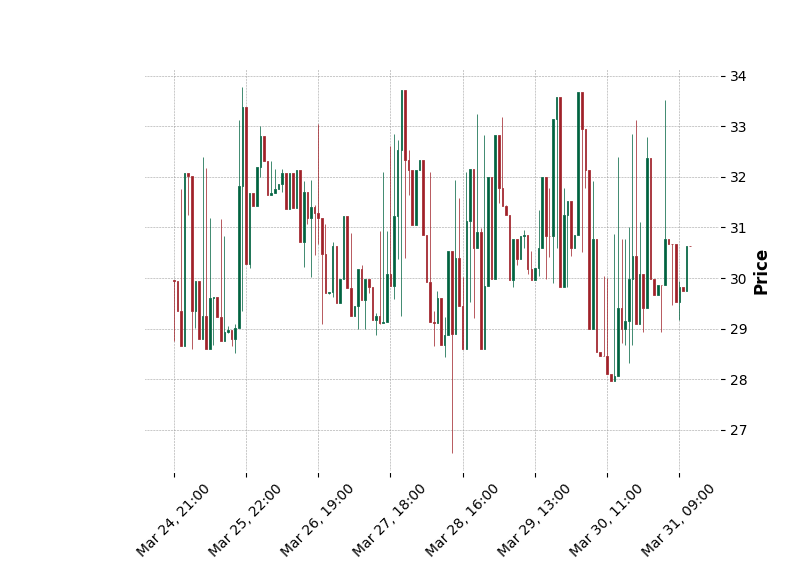 34
33
32
31
30
29
28
27
Price
Mar 24, 21:00
Mar 25, 22:00
Mar 26, 19:00
Mar 27, 18:00
Mar 28, 16:00
Mar 29, 13:00
Mar 30, 11:00
Mar 31, 09:00